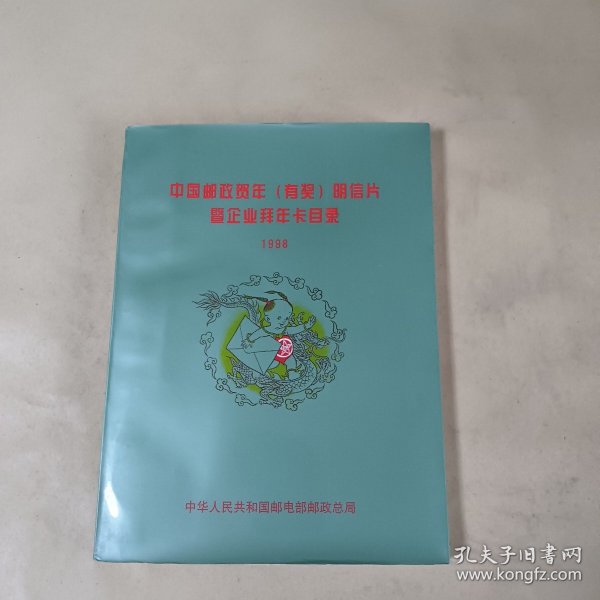 中国邮政贺年（有奖）明信片
暨企业拜年卡目录
1998
中华人民共和国邮电部邮政总局
孔夫子旧书网
www.kongfz.com